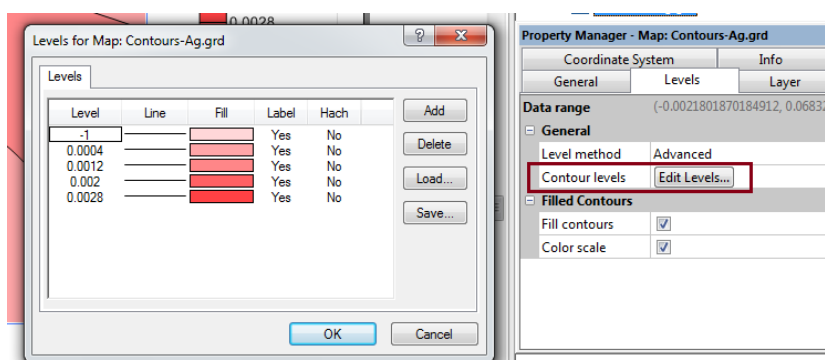 0.0028
Levels for Map: Contours-Ag.grd
Levels
Level Line Fill Label Hach
-1 Yes No
0.0004 Yes No
0.0012 Yes No
0.002 Yes No
0.0028 Yes No
Add
Delete
Load...
Save...
OK Cancel
Property Manager - Map: Contours-Ag.grd
Coordinate System Info
General Levels Layer
Data range (-0.0021801870184912, 0.0683
General
Level method Advanced
Contour levels Edit Levels...
Filled Contours
Fill contours
Color scale